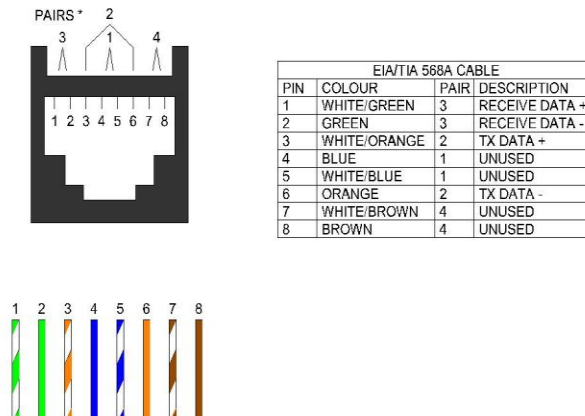 PAIRS * 2
3 1 4
1 2 3 4 5 6 7 8
EIA/TIA 568A CABLE
PIN COLOUR PAIR DESCRIPTION
1 WHITE/GREEN 3 RECEIVE DATA +
2 GREEN 3 RECEIVE DATA -
3 WHITE/ORANGE 2 TX DATA +
4 BLUE 1 UNUSED
5 WHITE/BLUE 1 UNUSED
6 ORANGE 2 TX DATA -
7 WHITE/BROWN 4 UNUSED
8 BROWN 4 UNUSED
1 2 3 4 5 6 7 8